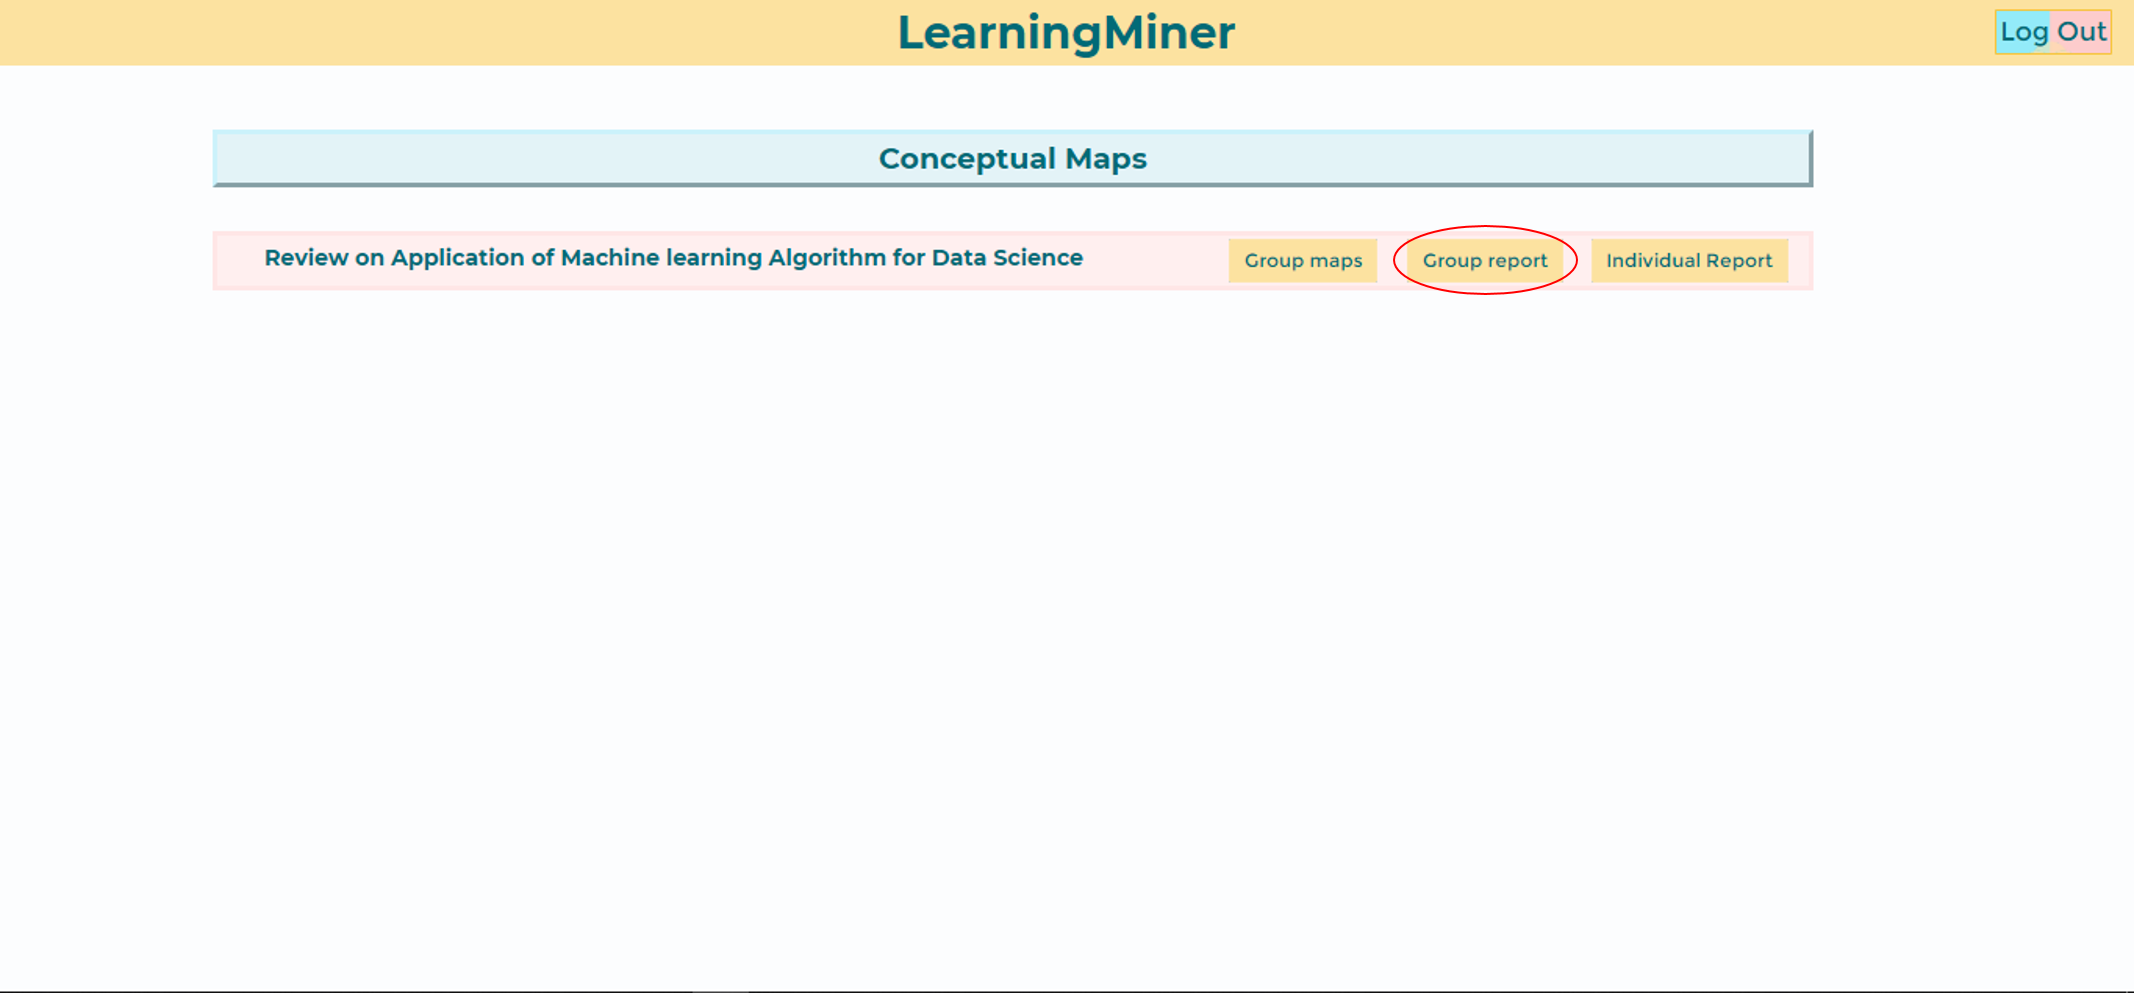 LearningMiner
Log Out
Conceptual Maps
Review on Application of Machine learning Algorithm for Data Science
Group maps
Group report
Individual Report